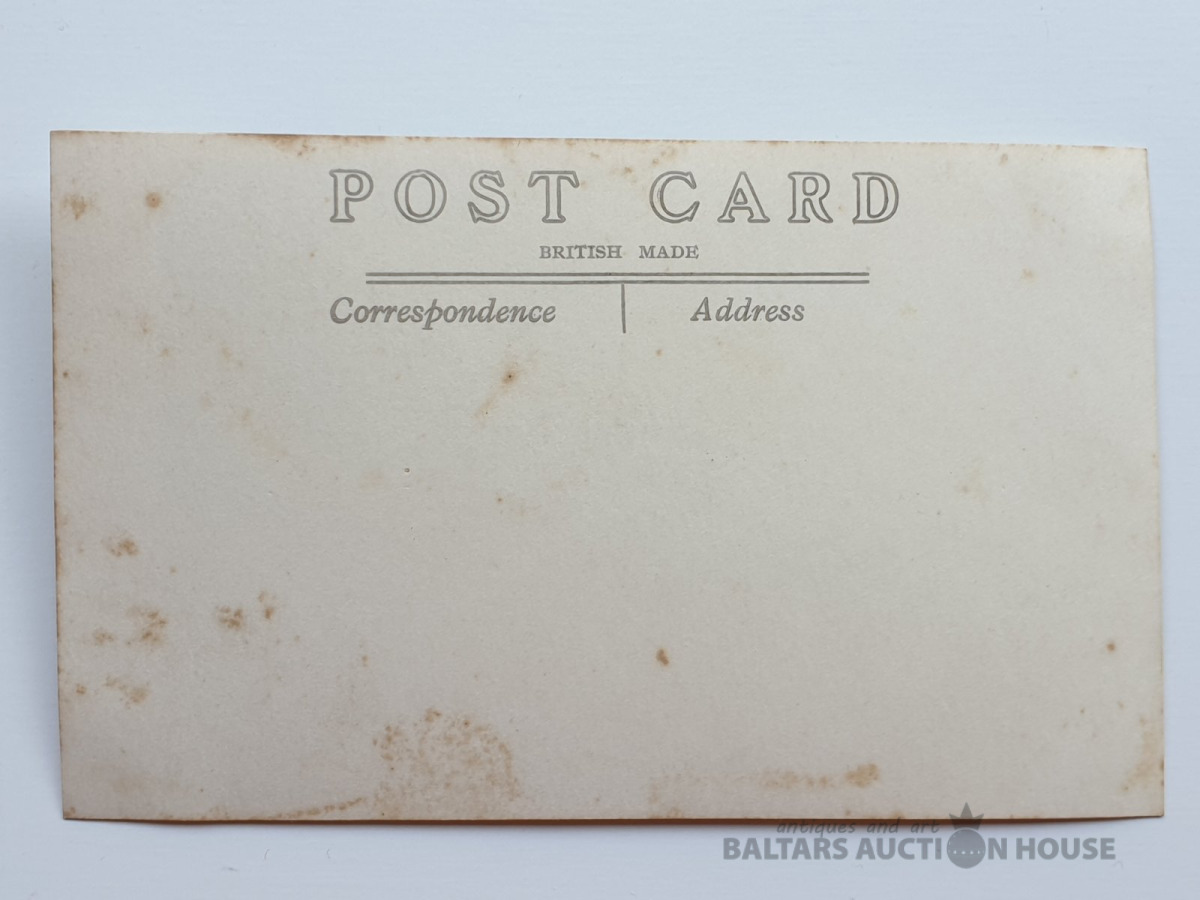 POST CARD
BRITISH MADE
Correspondence
Address
antiques and art
BALTARS AUCTION HOUSE